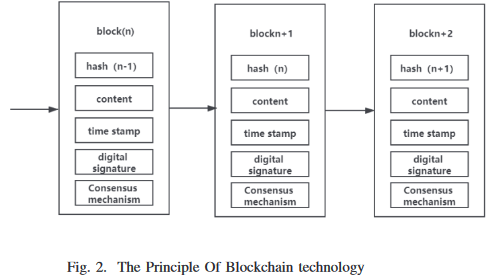 block(n)
hash (n-1)
content
time stamp
digital
signature
Consensus
mechanism
blockn+1
hash (n)
content
time stamp
digital
signature
Consensus
mechanism
blockn+2
hash (n+1)
content
time stamp
digital
signature
Consensus
mechanism
Fig. 2. The Principle Of Blockchain technology